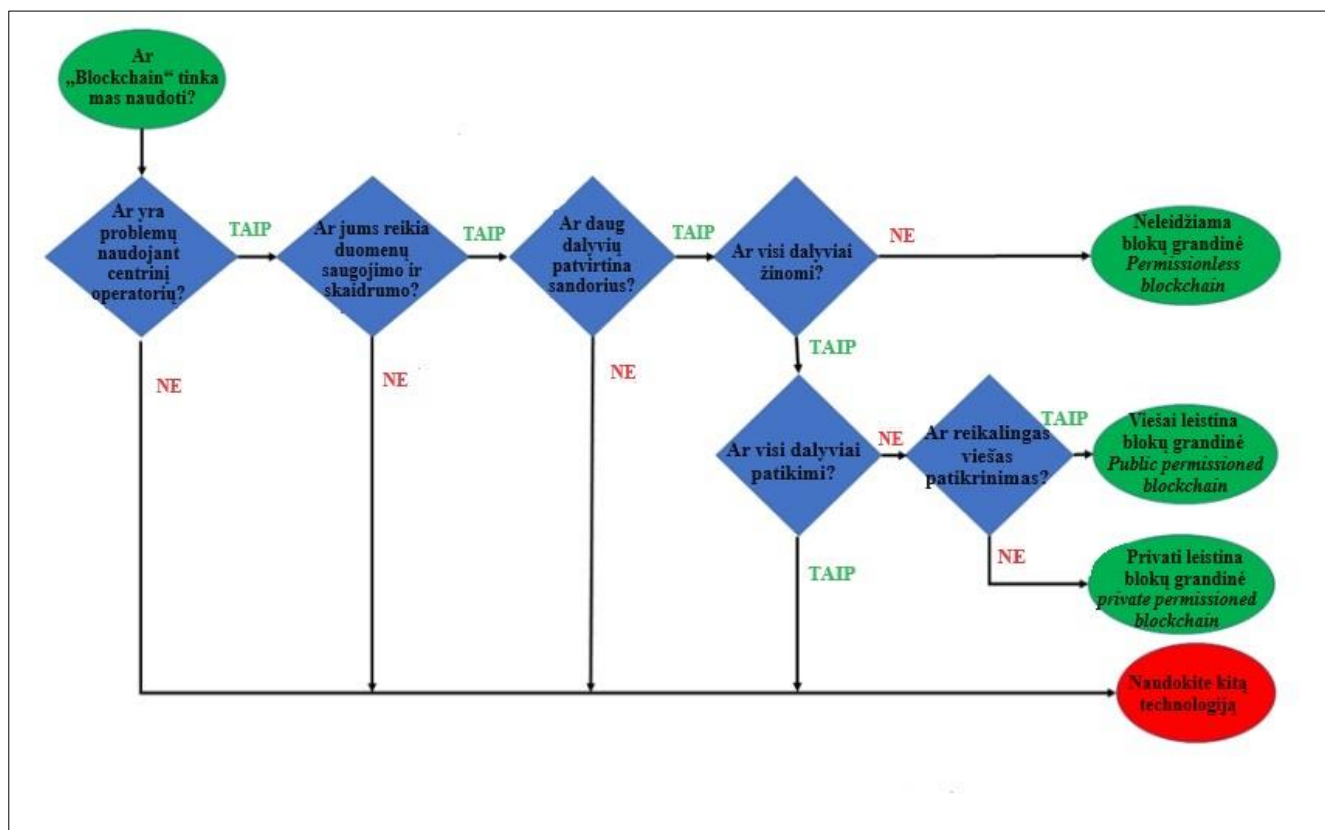 Ar
„Blockchain“ tinka
mas naudoti?
Ar yra
problemų
naudojant
centrinį
operatorių?
TAIP
NE
Ar jums reikia
duomenų
saugojimo ir
skaidrumo?
TAIP
NE
Ar daug
dalyvių
patvirtina
sandorius?
TAIP
NE
Ar visi dalyviai
žinomi?
NE
TAIP
Neleidžiama
blokų grandinė
Permissionless
blockchain
Ar visi dalyviai
patikimi?
NE
TAIP
Ar reikalingas
viešas
patikrinimas?
TAIP
NE
Viešai leistina
blokų grandinė
Public permissioned
blockchain
Privati leistina
blokų grandinė
private permissioned
blockchain
Naudokite kitą
technologiją